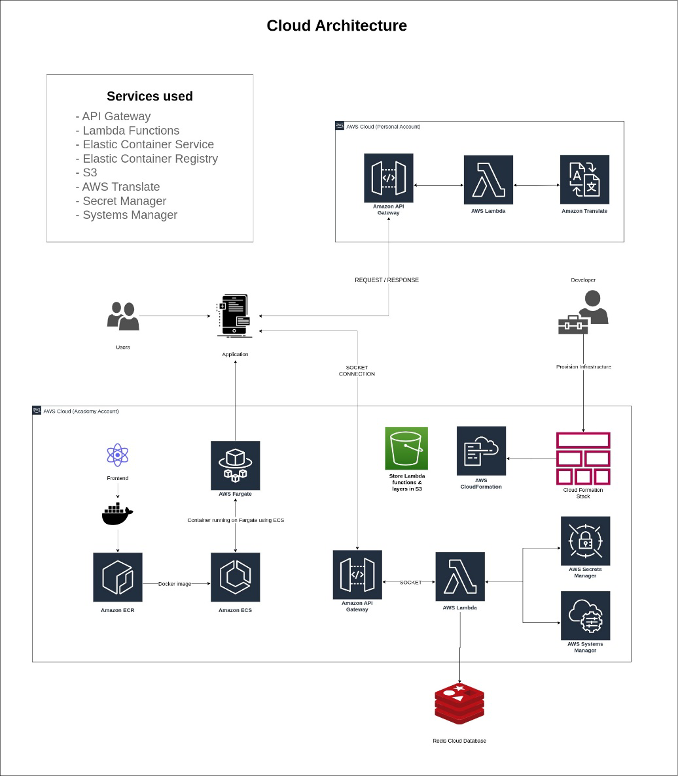 Cloud Architecture
Services used
- API Gateway
- Lambda Functions
- Elastic Container Service
- Elastic Container Registry
- S3
- AWS Translate
- Secret Manager
- Systems Manager
AWS Cloud (Personal Account)
Amazon API
Gateway
AWS Lambda
Amazon Translate
REQUEST / RESPONSE
Developer
Users
Application
Provision Infrastructure
SOCKET
CONNECTION
AWS Cloud (Academy Account)
Frontend
AWS Fargate
Store Lambda
functions &
layers in S3
AWS
CloudFormation
Cloud Formation
Stack
Container running on Fargate using ECS
Docker image
Amazon ECR
Amazon ECS
Amazon API
Gateway
SOCKET
AWS Lambda
AWS Secrets
Manager
AWS Systems
Manager
Redis Cloud Database